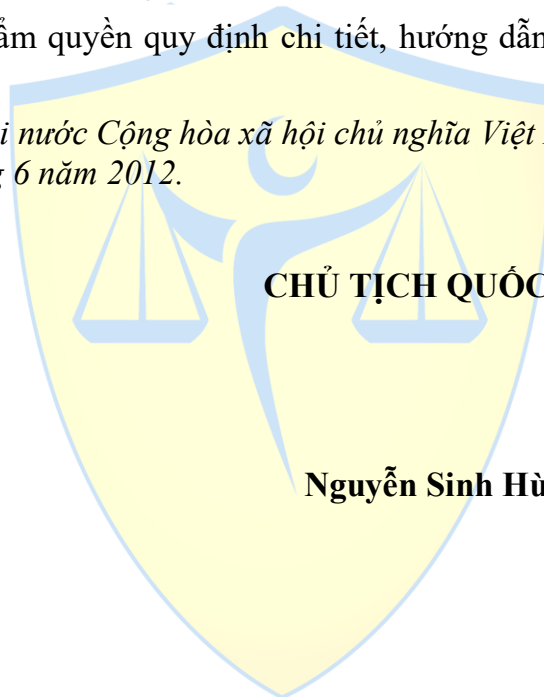 ẩm quyền quy định chi tiết, hướng dẫn
i nước Cộng hòa xã hội chủ nghĩa Việt
g 6 năm 2012.
CHỦ TỊCH QUỐC
Nguyễn Sinh Hù